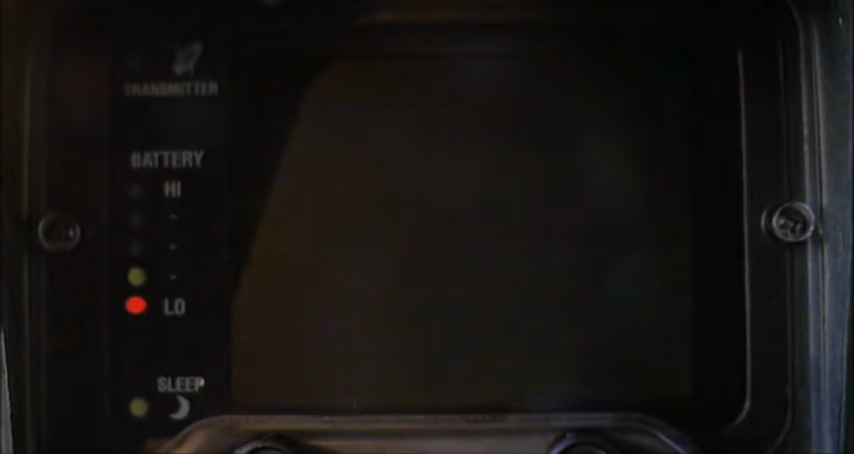 TRANSMITTER
BATTERY
HI
-
-
-
LO
SLEEP